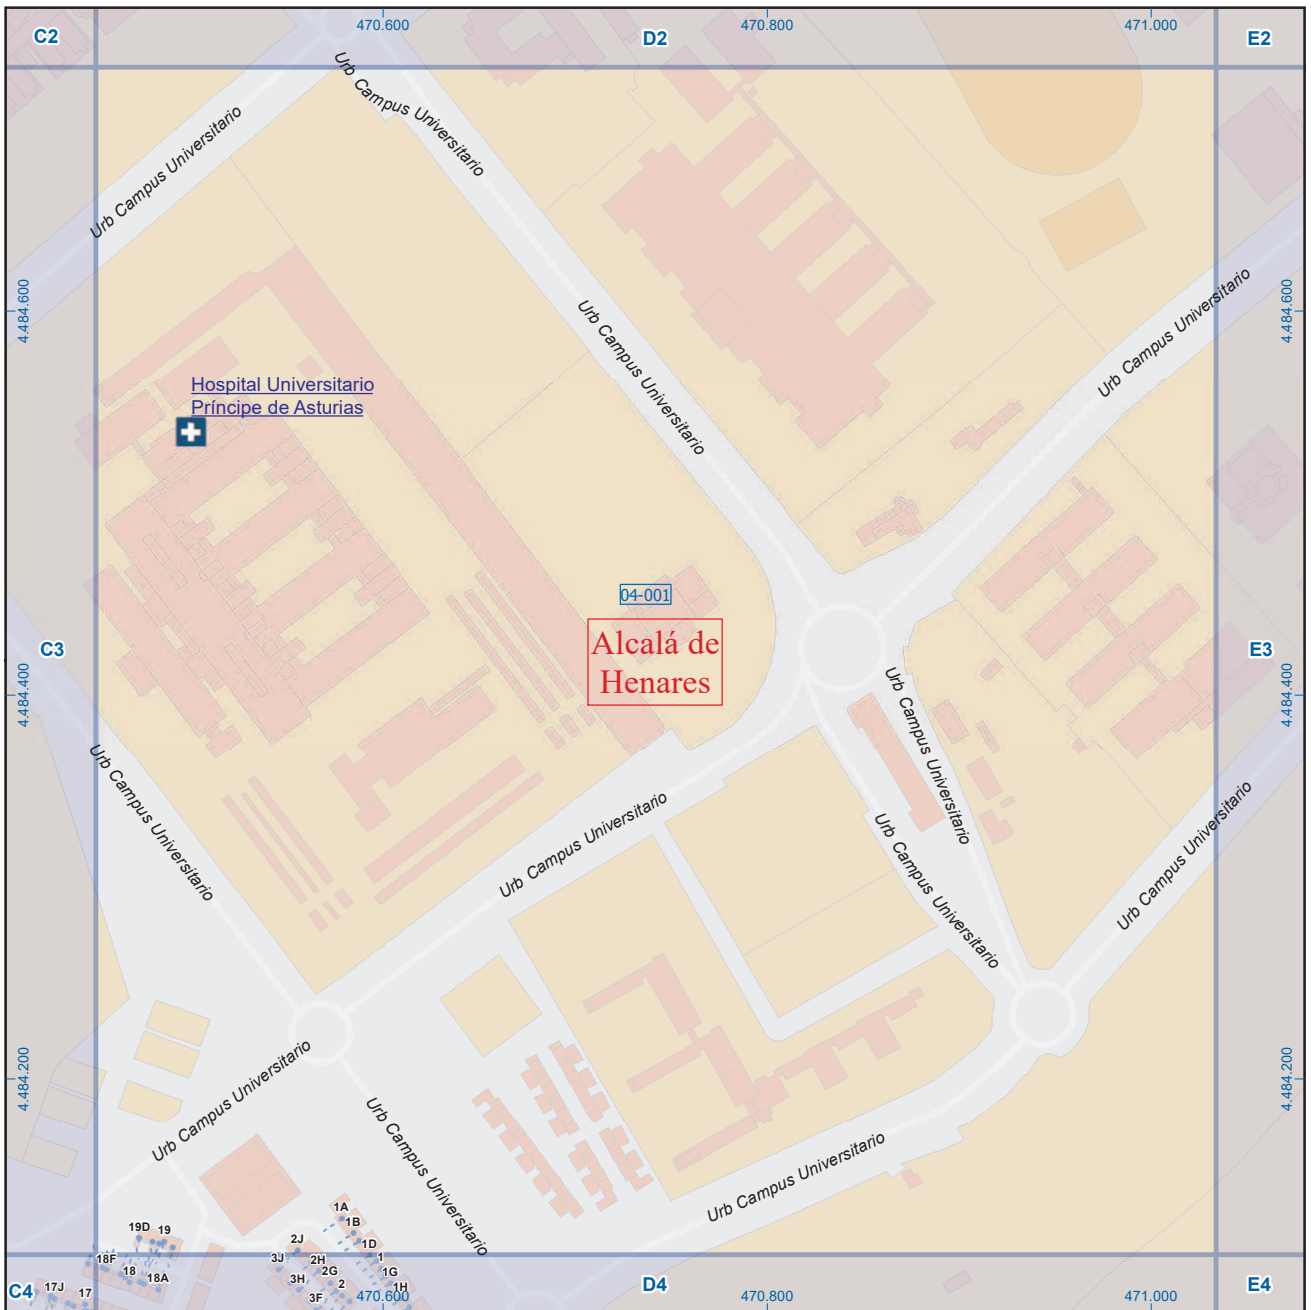 470.600
470.800
471.000
C2
D2
E2
Urb Campus Universitario
Urb Campus Universitario
Urb Campus Universitario
Urb Campus Universitario
4.484.600
4.484.600
Hospital Universitario
Príncipe de Asturias
04-001
Alcalá de
Henares
C3
E3
4.484.400
4.484.400
Urb Campus Universitario
Urb Campus Universitario
Urb Campus Universitario
Urb Campus Universitario
Urb Campus Universitario
4.484.200
4.484.200
Urb Campus Universitario
Urb Campus Universitario
Urb Campus Universitario
1A
1B
19D
19
2J
1D
1
3J
2H
18F
18
18A
2G
1G
3H
2
1H
17J
17
3F
C4
D4
E4
470.600
470.800
471.000